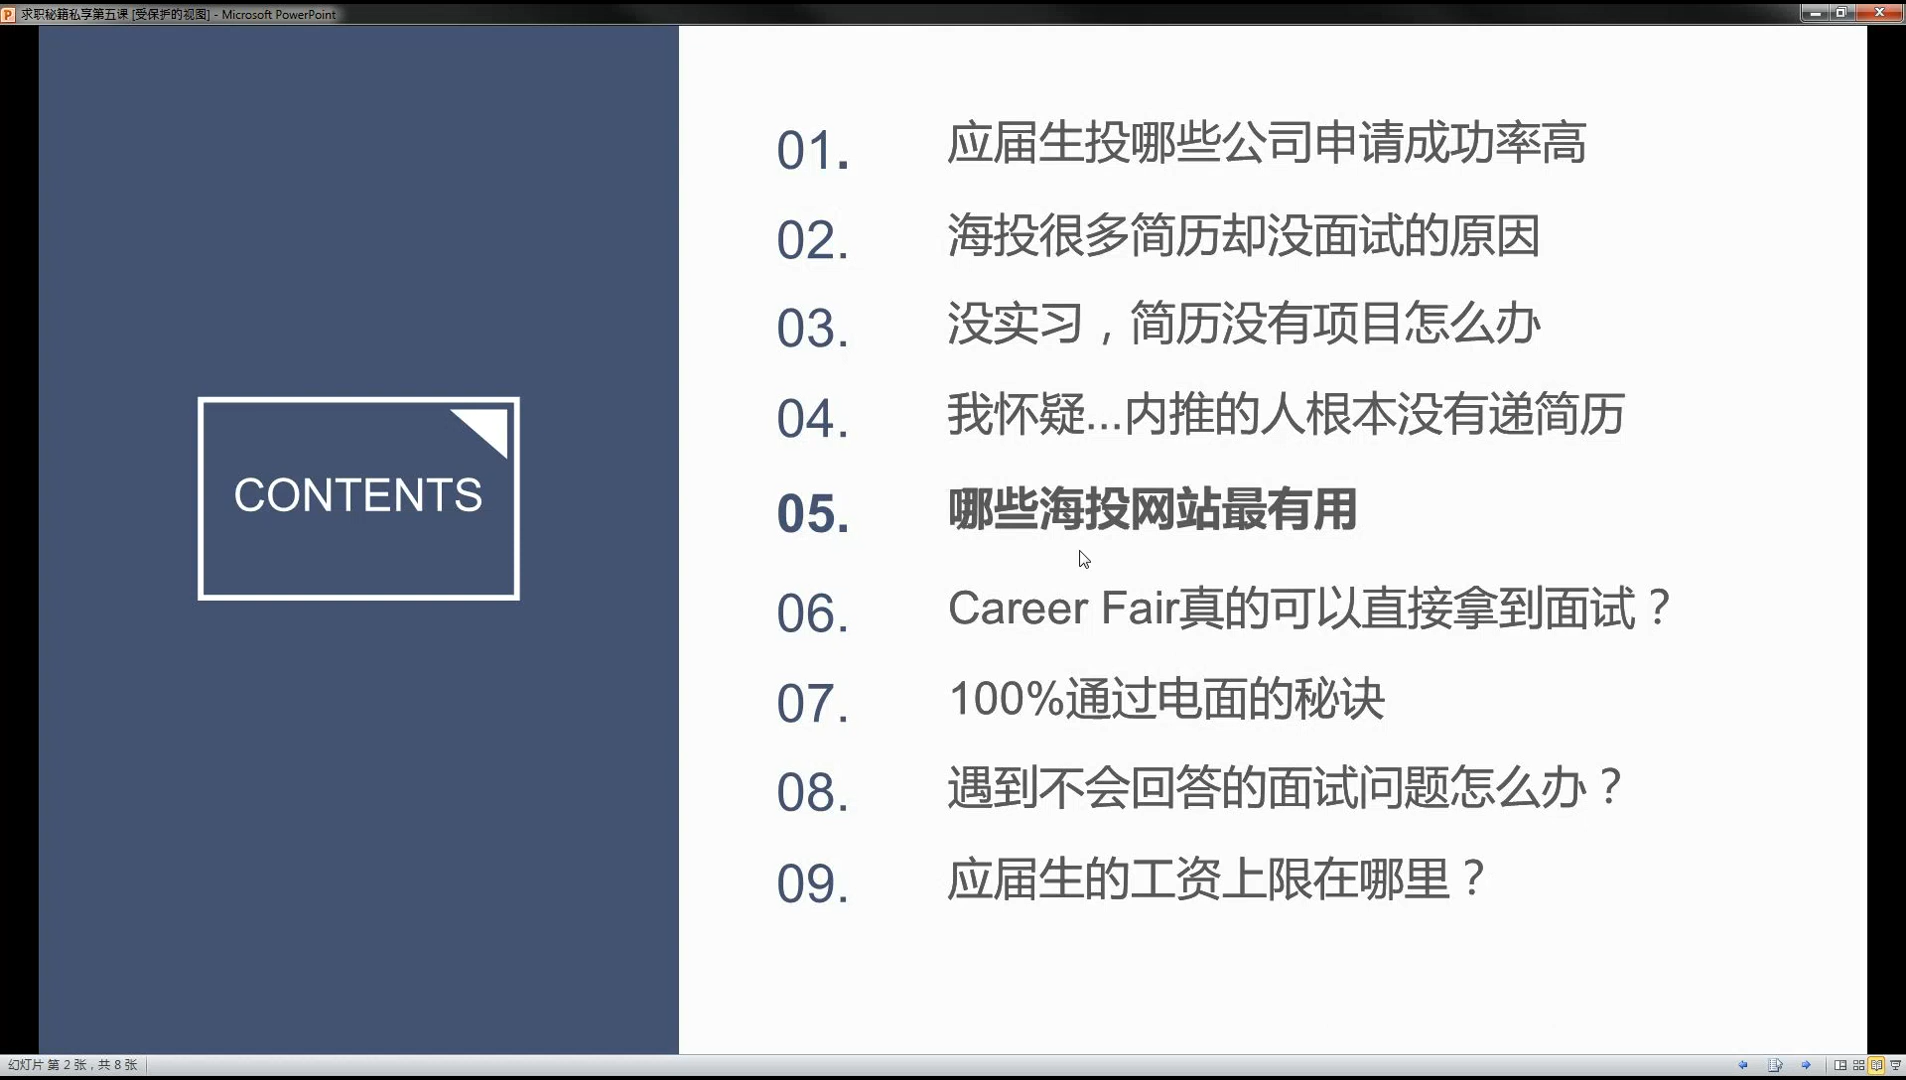 求职秘籍私享第五课 [受保护的视图] - Microsoft PowerPoint
CONTENTS
01. 应届生投哪些公司申请成功率高
02. 海投很多简历却没面试的原因
03. 没实习，简历没有项目怎么办
04. 我怀疑...内推的人根本没有递简历
05. 哪些海投网站最有用
06. Career Fair真的可以直接拿到面试？
07. 100%通过电面的秘诀
08. 遇到不会回答的面试问题怎么办？
09. 应届生的工资上限在哪里？
幻灯片 第 2 张，共 8 张